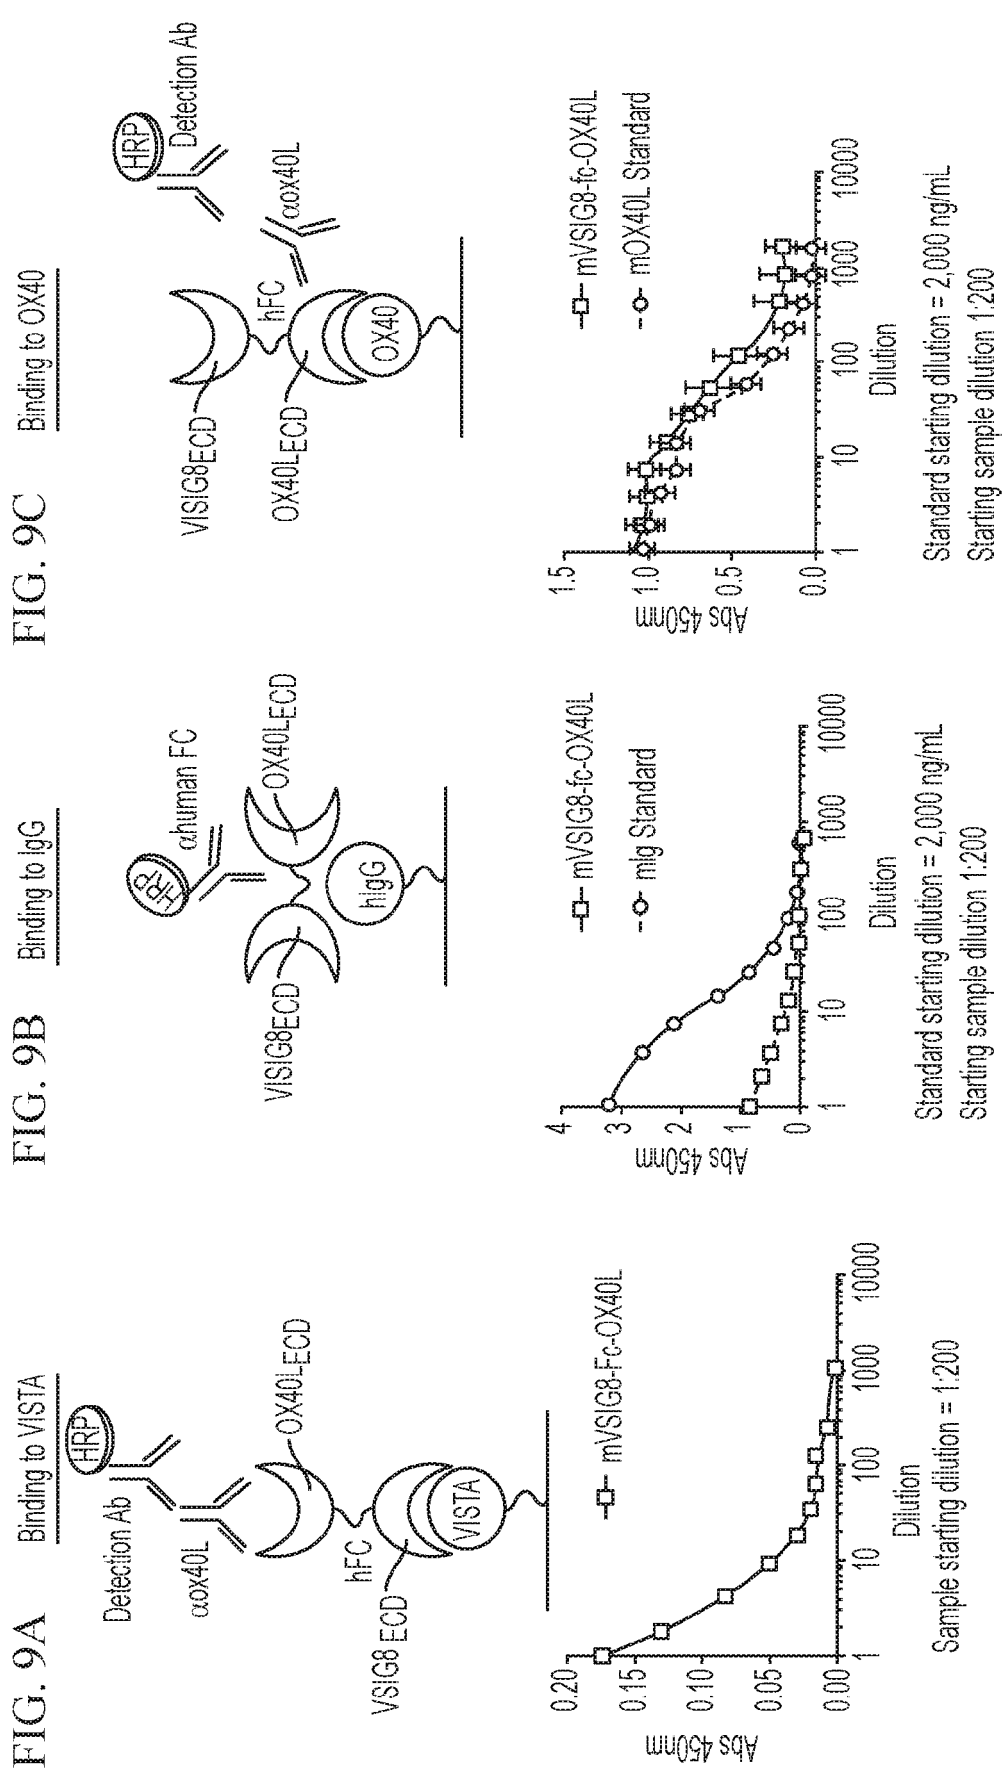 FIG. 9A
Binding to VISTA
HRP
Detection Ab
αox40L
OX40LECD
hFC
VSIG8 ECD
VISTA
mVSIG8-Fc-OX40L
Abs 450nm
0.20
0.15
0.10
0.05
0.00
1
10
100
1000
10000
Dilution
Sample starting dilution = 1:200
FIG. 9B
Binding to IgG
HRP
αhuman FC
VISIG8ECD
OX40LECD
hIgG
mVSIG8-fc-OX40L
mIg Standard
Abs 450nm
4
3
2
1
0
1
10
100
1000
10000
Dilution
Standard starting dilution = 2,000 ng/mL
Starting sample dilution 1:200
FIG. 9C
Binding to OX40
HRP
Detection Ab
αox40L
VISIG8ECD
hFC
OX40LECD
OX40
mVSIG8-fc-OX40L
mOX40L Standard
Abs 450nm
1.5
1.0
0.5
0.0
1
10
100
1000
10000
Dilution
Standard starting dilution = 2,000 ng/mL
Starting sample dilution 1:200